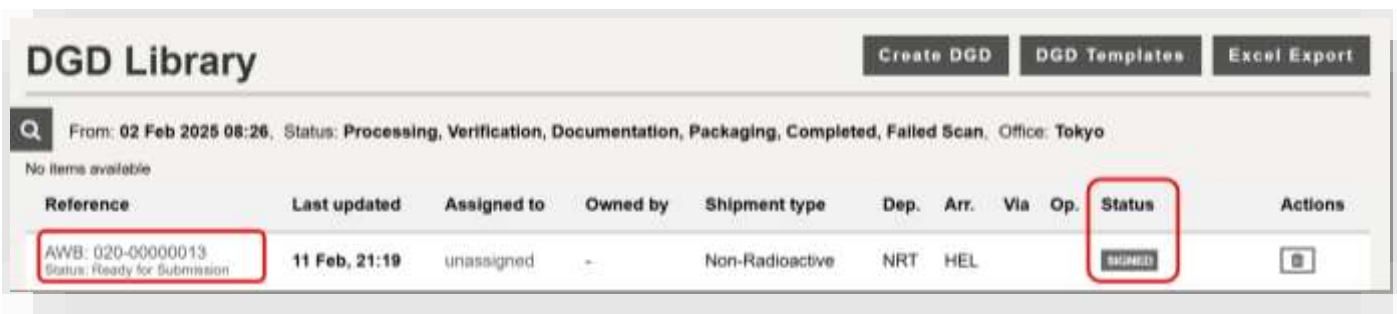 DGD Library
Create DGD DGD Templates Excel Export
From: 02 Feb 2025 08:26, Status: Processing, Verification, Documentation, Packaging, Completed, Failed Scan, Office: Tokyo
No items available
Reference Last updated Assigned to Owned by Shipment type Dep. Arr. Via Op. Status Actions
AWB: 020-00000013
Status: Ready for Submission
11 Feb, 21:19 unassigned - Non-Radioactive NRT HEL SIGNED